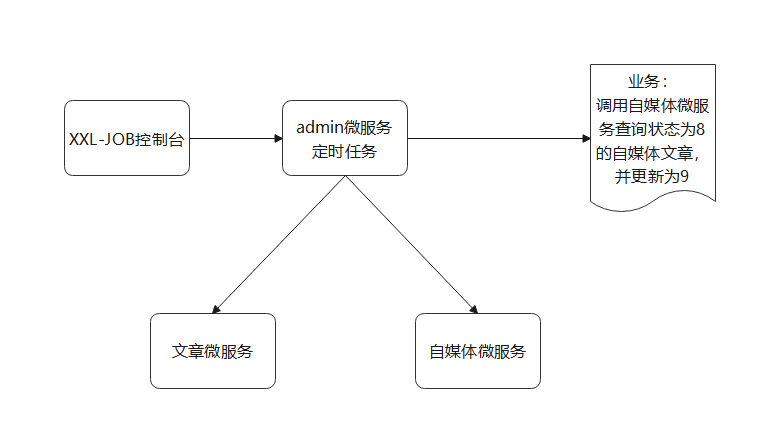 XXL-JOB控制台
admin微服务
定时任务
业务：
调用自媒体微服
务查询状态为8
的自媒体文章，
并更新为9
文章微服务
自媒体微服务